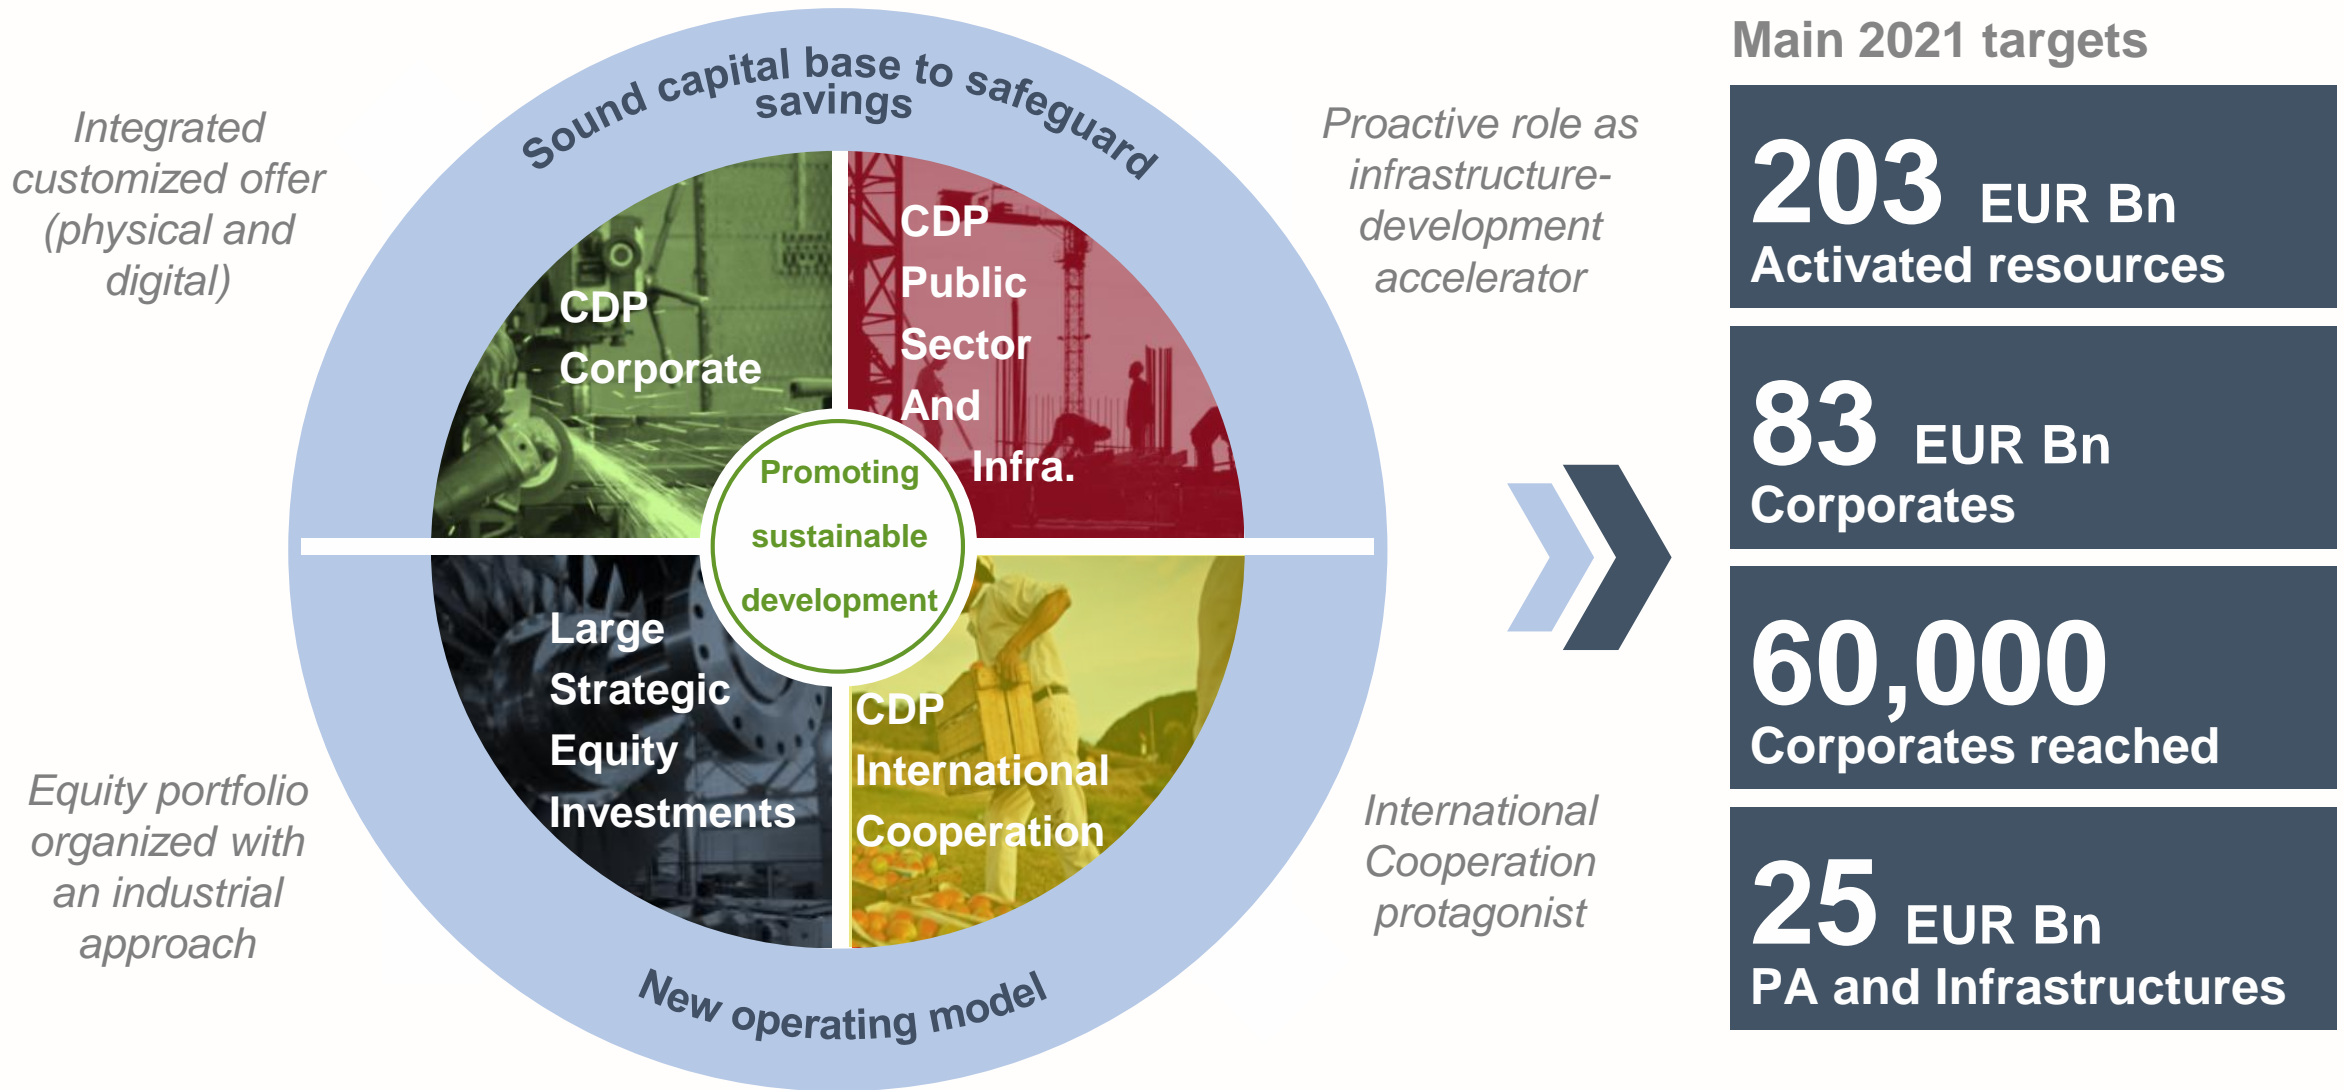 Main 2021 targets
Sound capital base to safeguard
savings
Integrated
customized offer
(physical and
digital)
CDP
Corporate
CDP
Public
Sector
And
Infra.
Proactive role as
infrastructure-
development
accelerator
Promoting
sustainable
development
Equity portfolio
organized with
an industrial
approach
Large
Strategic
Equity
Investments
CDP
International
Cooperation
International
Cooperation
protagonist
New operating model
203 EUR Bn
Activated resources
83 EUR Bn
Corporates
60,000
Corporates reached
25 EUR Bn
PA and Infrastructures